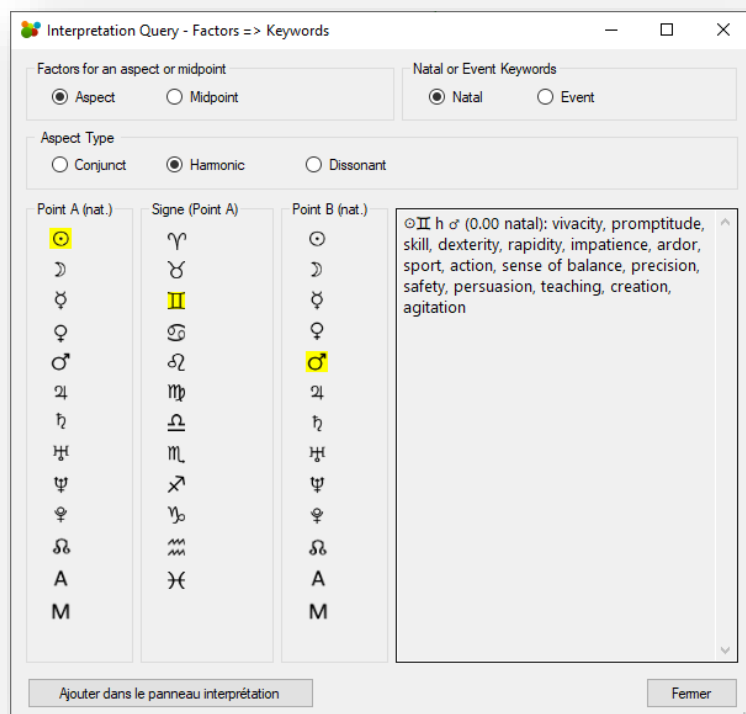 Interpretation Query - Factors => Keywords
Factors for an aspect or midpoint
Natal or Event Keywords
Aspect
Midpoint
Natal
Event
Aspect Type
Conjunct
Harmonic
Dissonant
Point A (nat.)
Signe (Point A)
Point B (nat.)
☉ ♈ ☉
☽ ♉ ☽
☿ ♊ ☿
♀ ♋ ♀
♂ ♌ ♂
♃ ♍ ♃
♄ ♎ ♄
♅ ♏ ♅
♆ ♐ ♆
♇ ♑ ♇
☊ ♒ ☊
A ♓ A
M M
☉♊ h ♂ (0.00 natal): vivacity, promptitude,
skill, dexterity, rapidity, impatience, ardor,
sport, action, sense of balance, precision,
safety, persuasion, teaching, creation,
agitation
Ajouter dans le panneau interprétation
Fermer